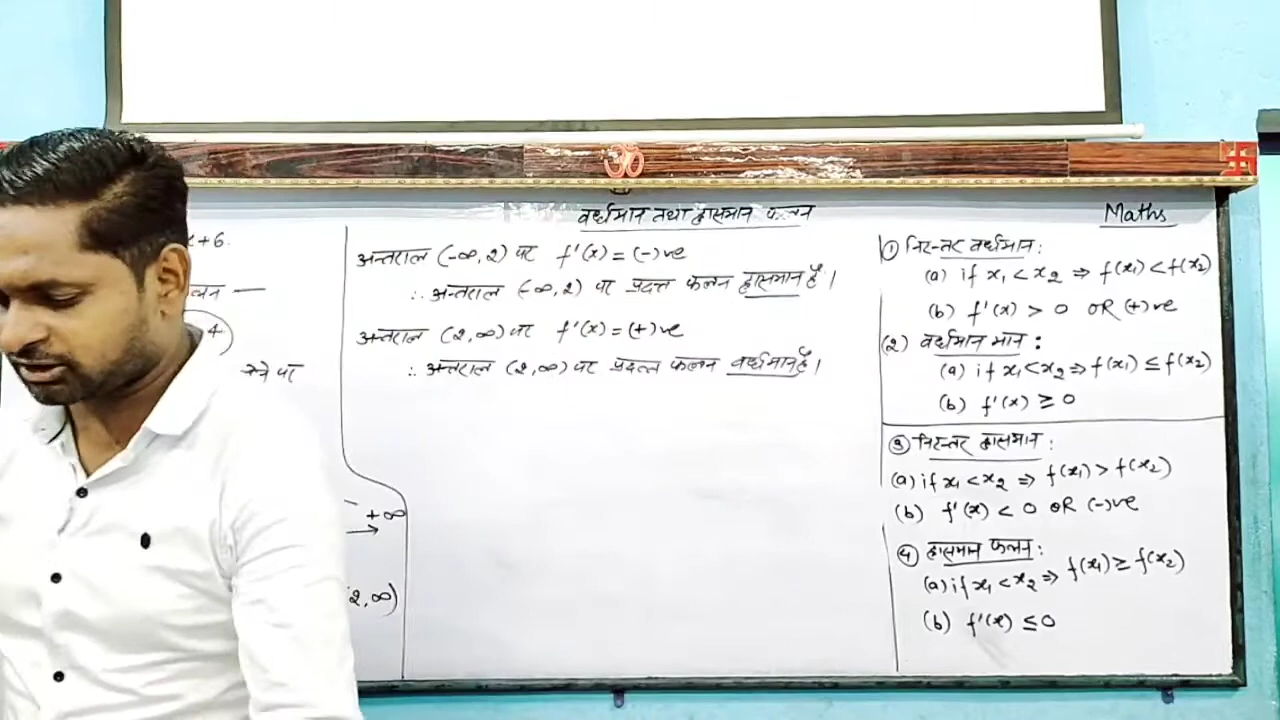 ॐ
वर्धमान तथा ह्रासमान फलन
Maths
x+6.
4)
लेने पर
+∞
2,∞)
अन्तराल (-∞, 2) पर f'(x) = (-)ve
∴ अन्तराल (-∞, 2) पर प्रदत्त फलन ह्रासमान है।
अन्तराल (2, ∞) पर f'(x) = (+)ve
∴ अन्तराल (2, ∞) पर प्रदत्त फलन वर्धमान है।
① निरन्तर वर्धमान:
(a) if x₁ < x₂ ⇒ f(x₁) < f(x₂)
(b) f'(x) > 0 OR (+)ve
(2) वर्धमान मान:
(a) if x₁ < x₂ ⇒ f(x₁) ≤ f(x₂)
(b) f'(x) ≥ 0
③ निरन्तर ह्रासमान:
(a) if x₁ < x₂ ⇒ f(x₁) > f(x₂)
(b) f'(x) < 0 OR (-)ve
④ ह्रासमान फलन:
(a) if x₁ < x₂ ⇒ f(x₁) ≥ f(x₂)
(b) f'(x) ≤ 0